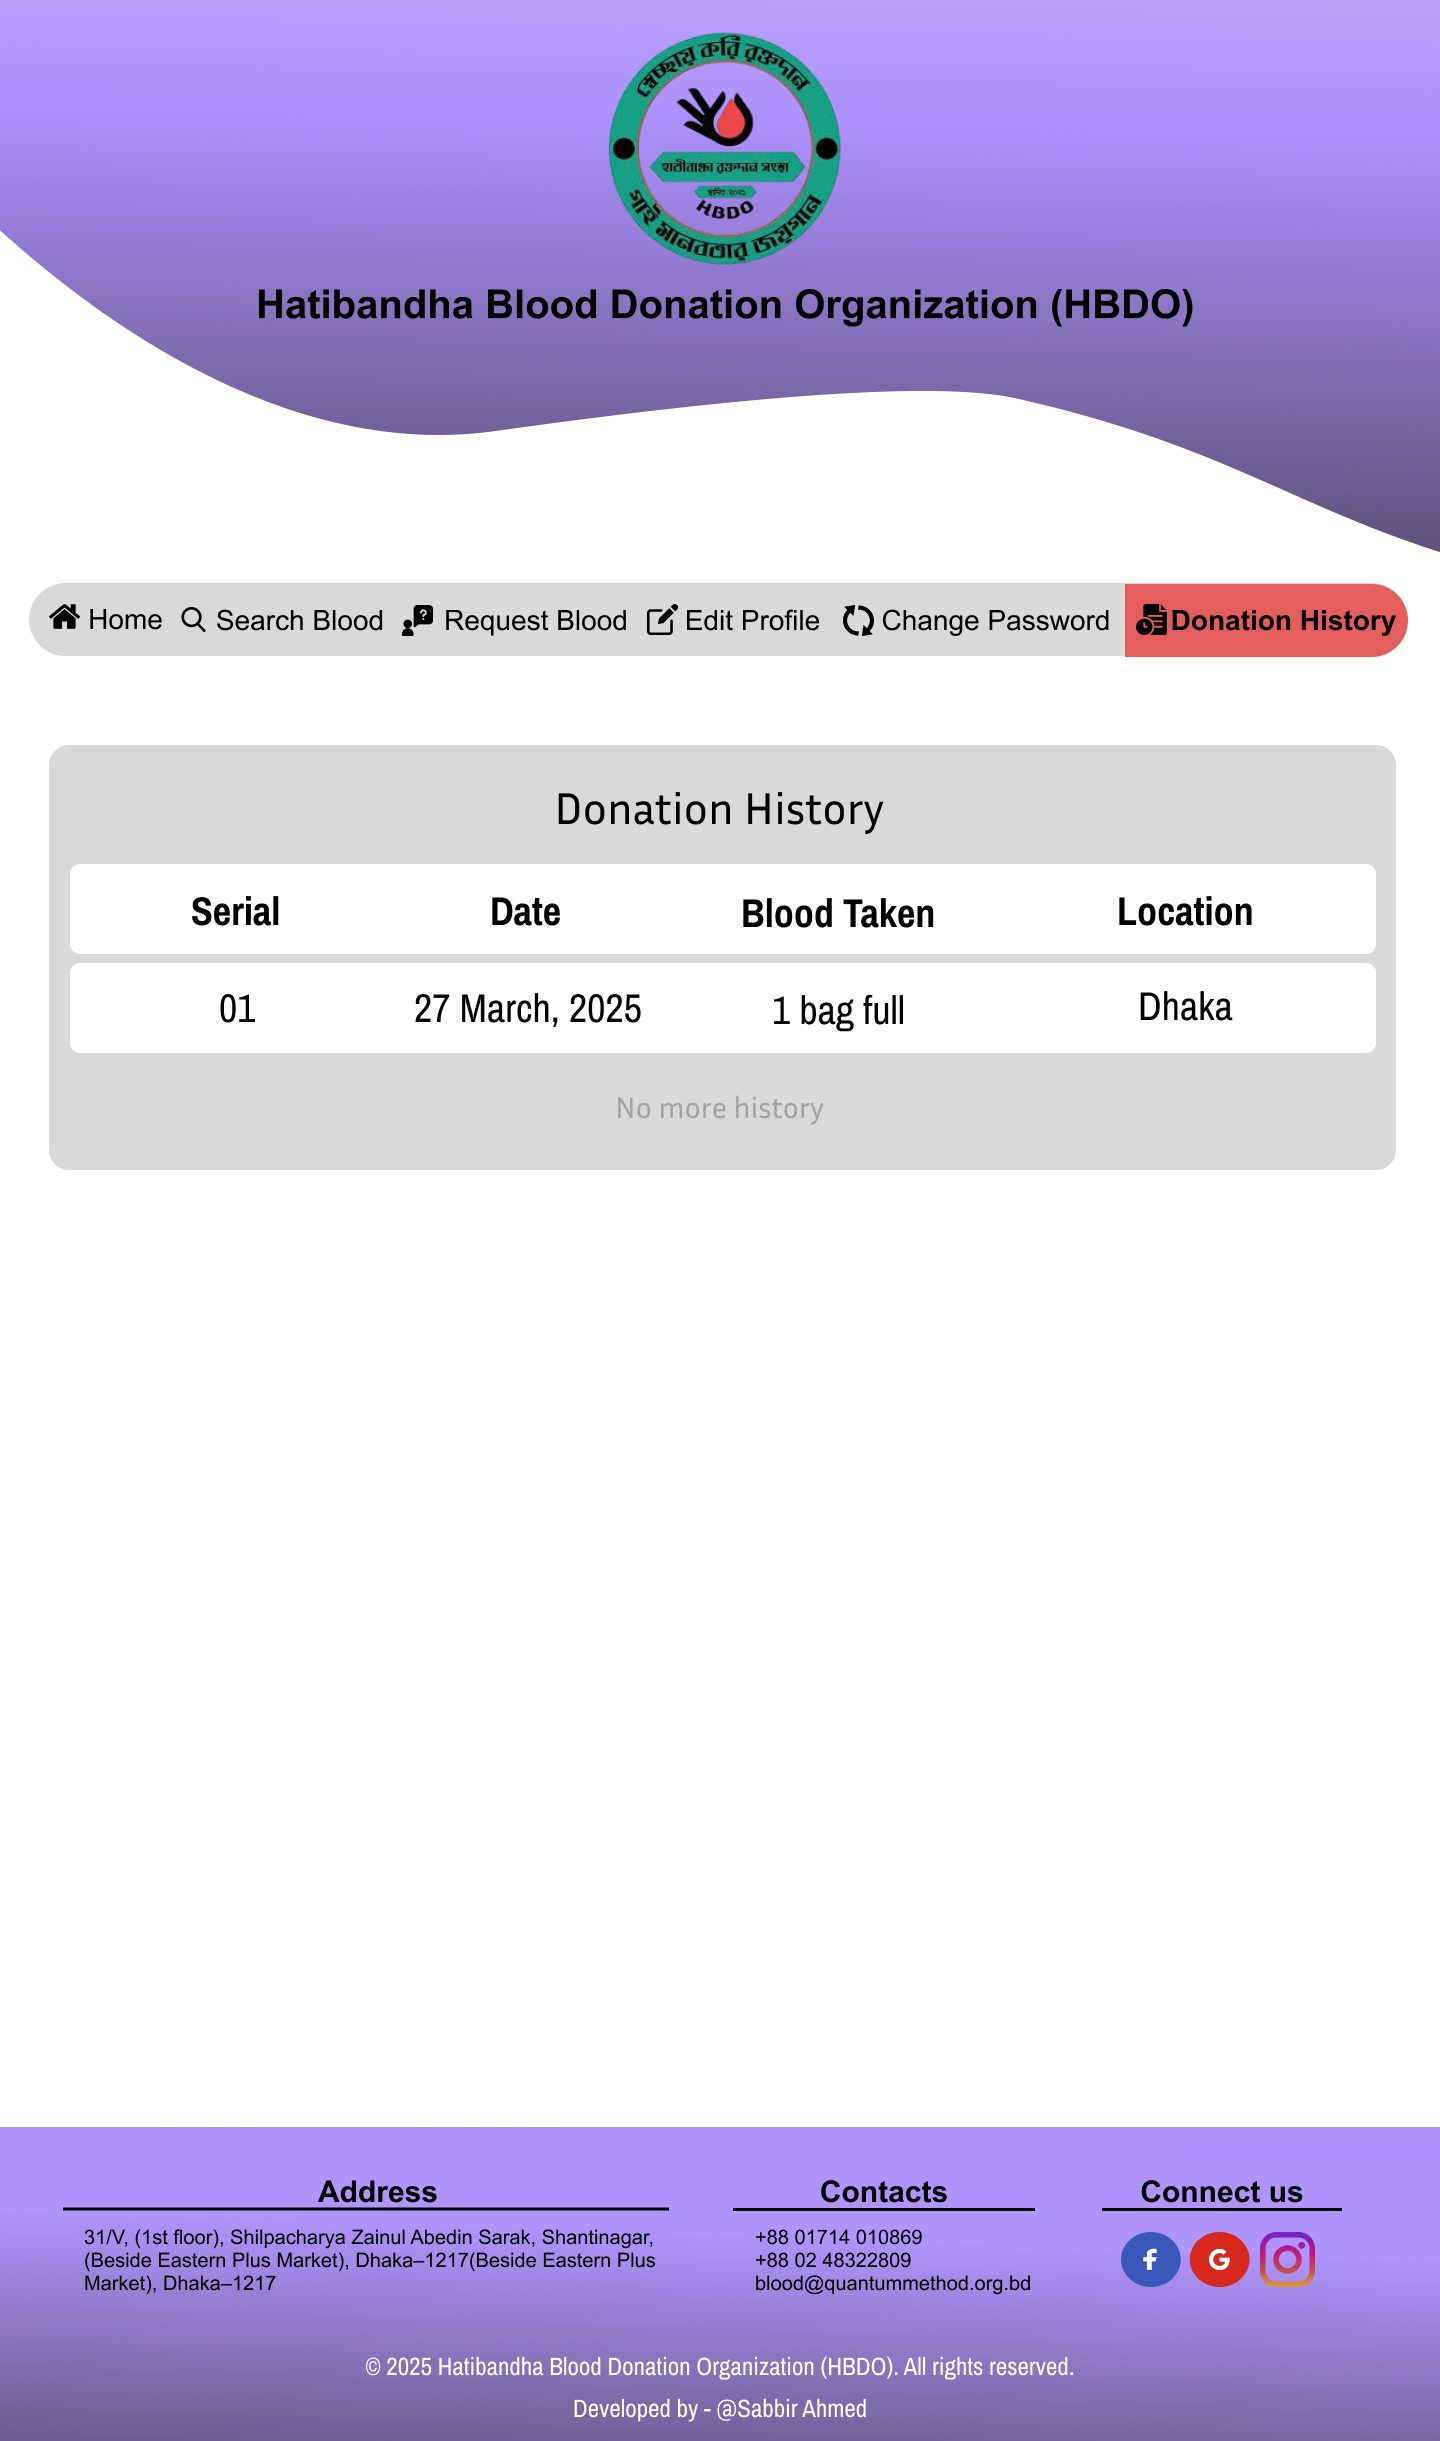 স্বেচ্ছায় করি রক্তদান
হাতীবান্ধা রক্তদান সংস্থা
স্থাপিত :২০২১
HBDO
গাই মানবতার জয়গান
Hatibandha Blood Donation Organization (HBDO)
Home Search Blood Request Blood Edit Profile Change Password Donation History
Donation History
Serial Date Blood Taken Location
01 27 March, 2025 1 bag full Dhaka
No more history
Address
31/V, (1st floor), Shilpacharya Zainul Abedin Sarak, Shantinagar,
(Beside Eastern Plus Market), Dhaka–1217(Beside Eastern Plus
Market), Dhaka–1217
Contacts
+88 01714 010869
+88 02 48322809
blood@quantummethod.org.bd
Connect us
© 2025 Hatibandha Blood Donation Organization (HBDO). All rights reserved.
Developed by - @Sabbir Ahmed